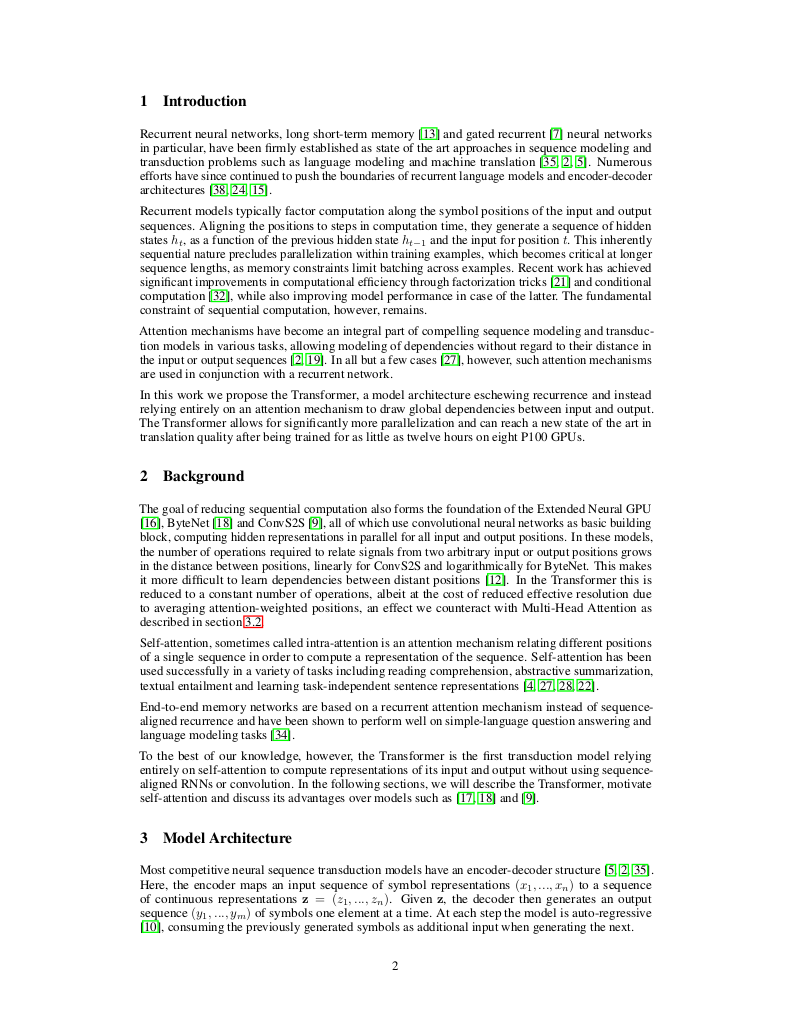 1 Introduction
Recurrent neural networks, long short-term memory [13] and gated recurrent [7] neural networks
in particular, have been firmly established as state of the art approaches in sequence modeling and
transduction problems such as language modeling and machine translation [35, 2, 5]. Numerous
efforts have since continued to push the boundaries of recurrent language models and encoder-decoder
architectures [38, 24, 15].
Recurrent models typically factor computation along the symbol positions of the input and output
sequences. Aligning the positions to steps in computation time, they generate a sequence of hidden
states h_t, as a function of the previous hidden state h_{t−1} and the input for position t. This inherently
sequential nature precludes parallelization within training examples, which becomes critical at longer
sequence lengths, as memory constraints limit batching across examples. Recent work has achieved
significant improvements in computational efficiency through factorization tricks [21] and conditional
computation [32], while also improving model performance in case of the latter. The fundamental
constraint of sequential computation, however, remains.
Attention mechanisms have become an integral part of compelling sequence modeling and transduc-
tion models in various tasks, allowing modeling of dependencies without regard to their distance in
the input or output sequences [2, 19]. In all but a few cases [27], however, such attention mechanisms
are used in conjunction with a recurrent network.
In this work we propose the Transformer, a model architecture eschewing recurrence and instead
relying entirely on an attention mechanism to draw global dependencies between input and output.
The Transformer allows for significantly more parallelization and can reach a new state of the art in
translation quality after being trained for as little as twelve hours on eight P100 GPUs.
2 Background
The goal of reducing sequential computation also forms the foundation of the Extended Neural GPU
[16], ByteNet [18] and ConvS2S [9], all of which use convolutional neural networks as basic building
block, computing hidden representations in parallel for all input and output positions. In these models,
the number of operations required to relate signals from two arbitrary input or output positions grows
in the distance between positions, linearly for ConvS2S and logarithmically for ByteNet. This makes
it more difficult to learn dependencies between distant positions [12]. In the Transformer this is
reduced to a constant number of operations, albeit at the cost of reduced effective resolution due
to averaging attention-weighted positions, an effect we counteract with Multi-Head Attention as
described in section 3.2.
Self-attention, sometimes called intra-attention is an attention mechanism relating different positions
of a single sequence in order to compute a representation of the sequence. Self-attention has been
used successfully in a variety of tasks including reading comprehension, abstractive summarization,
textual entailment and learning task-independent sentence representations [4, 27, 28, 22].
End-to-end memory networks are based on a recurrent attention mechanism instead of sequence-
aligned recurrence and have been shown to perform well on simple-language question answering and
language modeling tasks [34].
To the best of our knowledge, however, the Transformer is the first transduction model relying
entirely on self-attention to compute representations of its input and output without using sequence-
aligned RNNs or convolution. In the following sections, we will describe the Transformer, motivate
self-attention and discuss its advantages over models such as [17, 18] and [9].
3 Model Architecture
Most competitive neural sequence transduction models have an encoder-decoder structure [5, 2, 35].
Here, the encoder maps an input sequence of symbol representations (x_1, ..., x_n) to a sequence
of continuous representations z = (z_1, ..., z_n). Given z, the decoder then generates an output
sequence (y_1, ..., y_m) of symbols one element at a time. At each step the model is auto-regressive
[10], consuming the previously generated symbols as additional input when generating the next.
2